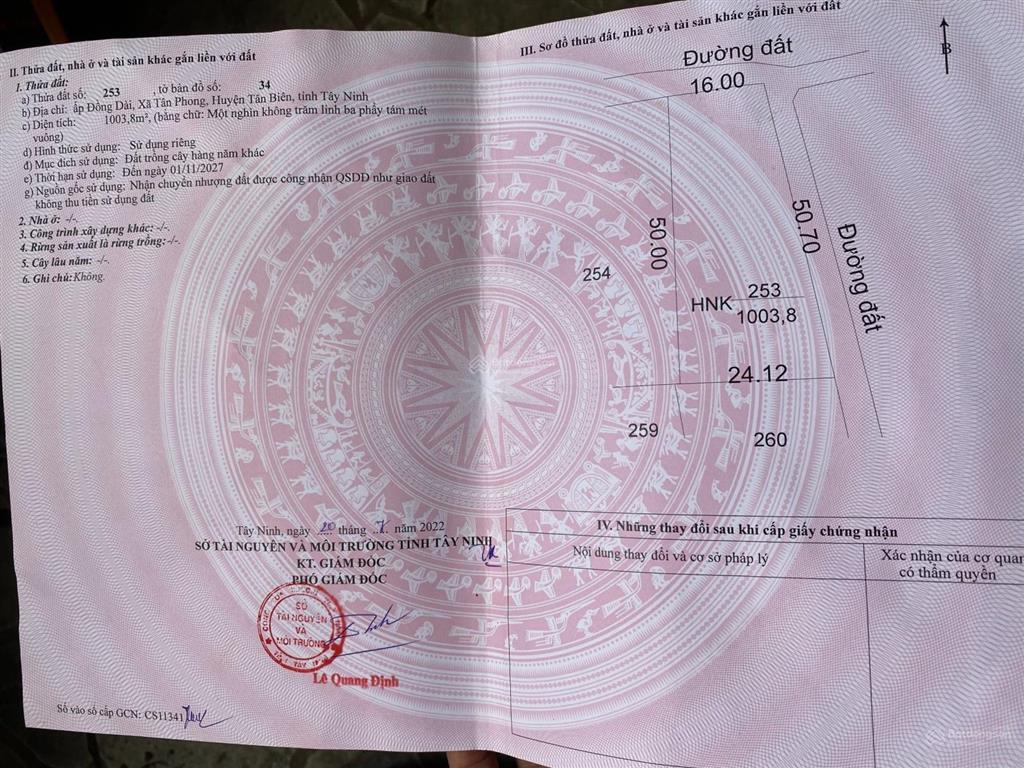 II. Thửa đất, nhà ở và tài sản khác gắn liền với đất
1. Thửa đất:
a) Thửa đất số: 253 , tờ bản đồ số: 34
b) Địa chỉ: ấp Đồng Dài, Xã Tân Phong, Huyện Tân Biên, tỉnh Tây Ninh
c) Diện tích: 1003,8m², (bằng chữ: Một nghìn không trăm linh ba phẩy tám mét
vuông)
d) Hình thức sử dụng: Sử dụng riêng
đ) Mục đích sử dụng: Đất trồng cây hàng năm khác
e) Thời hạn sử dụng: Đến ngày 01/11/2027
g) Nguồn gốc sử dụng: Nhận chuyển nhượng đất được công nhận QSDĐ như giao đất
không thu tiền sử dụng đất
2. Nhà ở: -/-.
3. Công trình xây dựng khác: -/-.
4. Rừng sản xuất là rừng trồng: -/-.
5. Cây lâu năm: -/-.
6. Ghi chú: Không.
Tây Ninh, ngày 20 tháng 7 năm 2022
SỞ TÀI NGUYÊN VÀ MÔI TRƯỜNG TỈNH TÂY NINH
KT. GIÁM ĐỐC
PHÓ GIÁM ĐỐC
SỞ
TÀI NGUYÊN
VÀ
MÔI TRƯỜNG
Lê Quang Định
Số vào sổ cấp GCN: CS11341
III. Sơ đồ thửa đất, nhà ở và tài sản khác gắn liền với đất
B
Đường đất
16.00
50.00
50.70
Đường đất
254
HNK
253
1003,8
24.12
259
260
IV. Những thay đổi sau khi cấp giấy chứng nhận
Nội dung thay đổi và cơ sở pháp lý
Xác nhận của cơ quan
có thẩm quyền